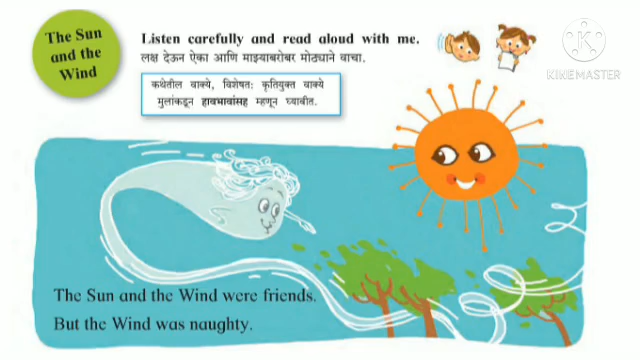 The Sun
and the
Wind
Listen carefully and read aloud with me.
लक्ष देऊन ऐका आणि माझ्याबरोबर मोठ्याने वाचा.
कथेतील वाक्ये, विशेषतः कृतियुक्त वाक्ये
मुलांकडून हावभावांसह म्हणून घ्यावीत.
KINEMASTER
The Sun and the Wind were friends.
But the Wind was naughty.